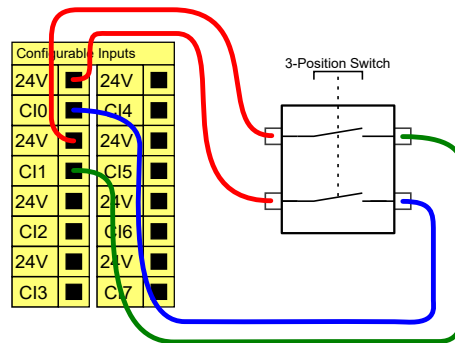 Configurable Inputs
3-Position Switch
24V 24V
CI0 CI4
24V 24V
CI1 CI5
24V 24V
CI2 CI6
24V 24V
CI3 CI7